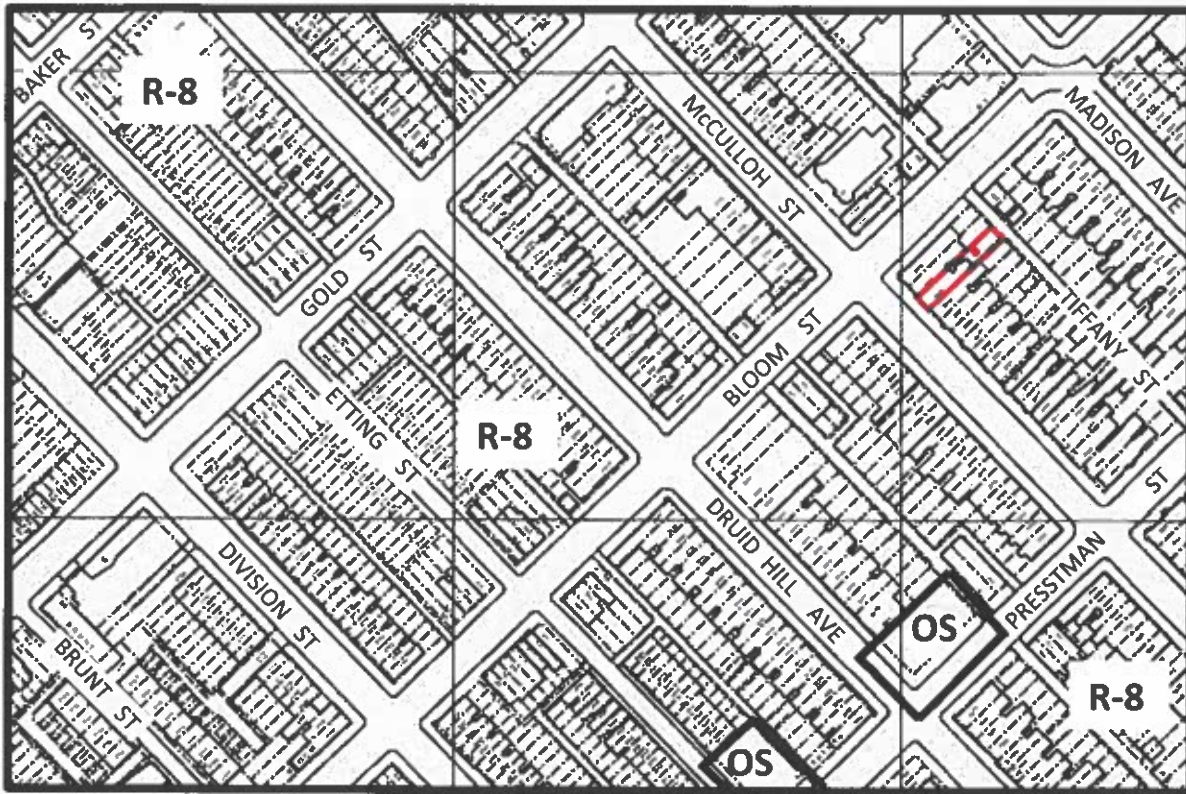 BAKER ST
R-8
McCULLOH ST
MADISON AVE
GOLD ST
TIFFANY ST
BLOOM ST
ETTING ST
R-8
ST
DRUID HILL AVE
PRESSTMAN
DIVISION ST
OS
BRUNT ST
R-8
OS